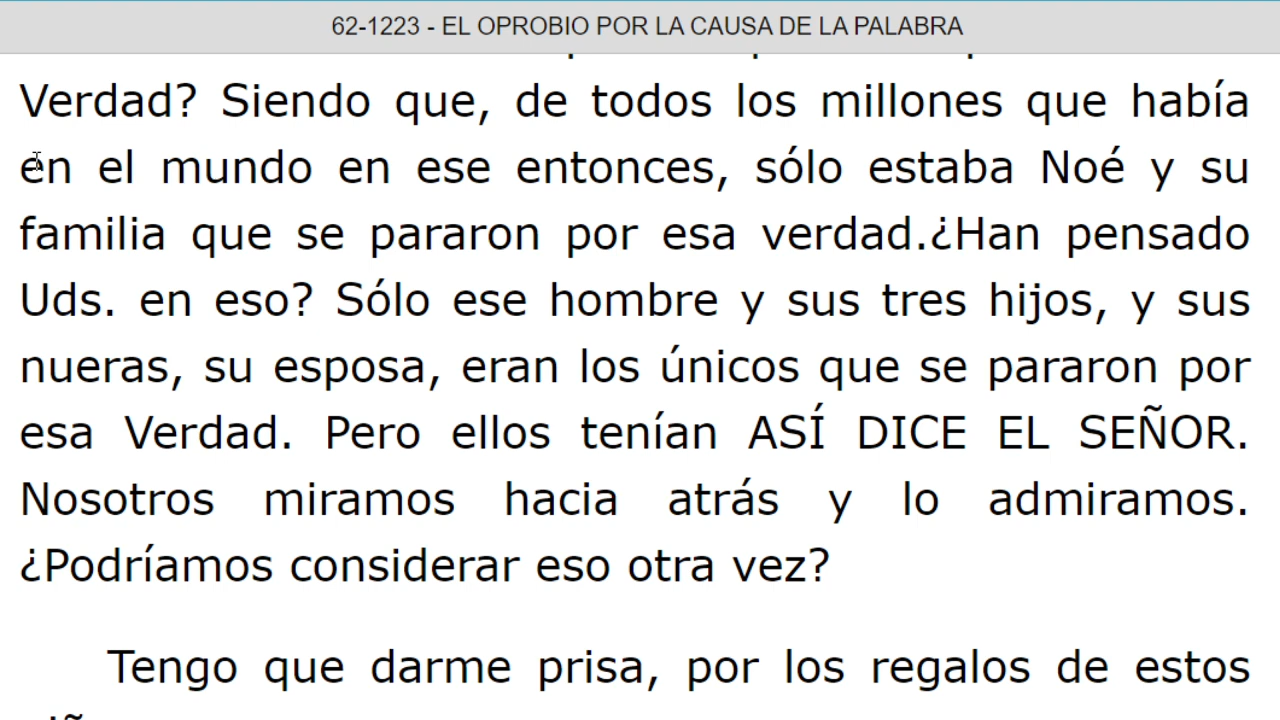 62-1223 - EL OPROBIO POR LA CAUSA DE LA PALABRA
Verdad? Siendo que, de todos los millones que había
en el mundo en ese entonces, sólo estaba Noé y su
familia que se pararon por esa verdad.¿Han pensado
Uds. en eso? Sólo ese hombre y sus tres hijos, y sus
nueras, su esposa, eran los únicos que se pararon por
esa Verdad. Pero ellos tenían ASÍ DICE EL SEÑOR.
Nosotros miramos hacia atrás y lo admiramos.
¿Podríamos considerar eso otra vez?
Tengo que darme prisa, por los regalos de estos